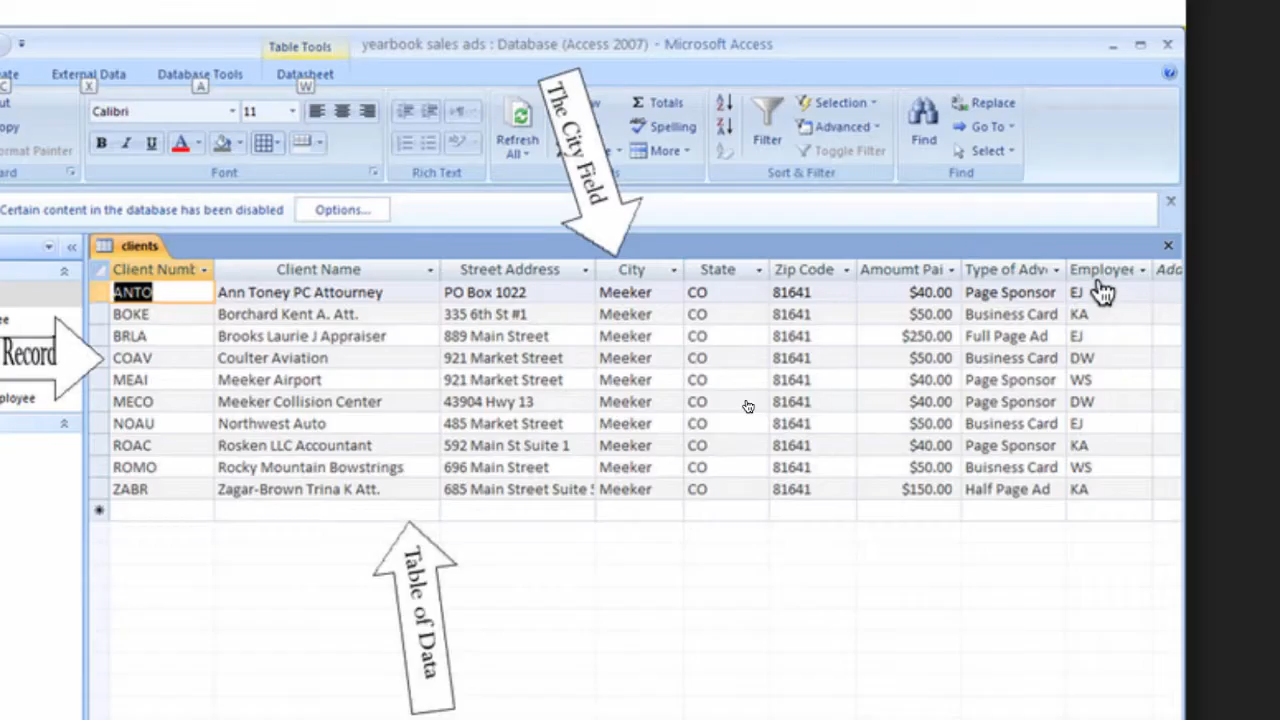 Table Tools yearbook sales ads : Database (Access 2007) - Microsoft Access
External Data Database Tools Datasheet
C X A W
Calibri 11 Totals Selection Replace
opy Refresh All Spelling Filter Advanced Find Go To
ormat Painter B I U A More Toggle Filter Select
Font Rich Text Sort & Filter Find
The City Field
Certain content in the database has been disabled Options...
clients
Client Numb Client Name Street Address City State Zip Code Amoumt Pai Type of Adv Employee Add
ANTO Ann Toney PC Attourney PO Box 1022 Meeker CO 81641 $40.00 Page Sponsor EJ
BOKE Borchard Kent A. Att. 335 6th St #1 Meeker CO 81641 $50.00 Business Card KA
BRLA Brooks Laurie J Appraiser 889 Main Street Meeker CO 81641 $250.00 Full Page Ad EJ
Record
COAV Coulter Aviation 921 Market Street Meeker CO 81641 $50.00 Business Card DW
MEAI Meeker Airport 921 Market Street Meeker CO 81641 $40.00 Page Sponsor WS
ployee
MECO Meeker Collision Center 43904 Hwy 13 Meeker CO 81641 $40.00 Page Sponsor DW
NOAU Northwest Auto 485 Market Street Meeker CO 81641 $50.00 Business Card EJ
ROAC Rosken LLC Accountant 592 Main St Suite 1 Meeker CO 81641 $40.00 Page Sponsor KA
ROMO Rocky Mountain Bowstrings 696 Main Street Meeker CO 81641 $50.00 Buisness Card WS
ZABR Zagar-Brown Trina K Att. 685 Main Street Suite Meeker CO 81641 $150.00 Half Page Ad KA
Table of Data